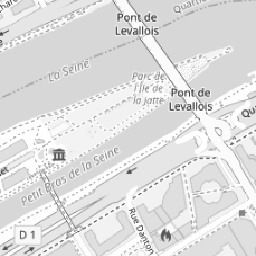 Pont de
Levallois
La Seine
Parc de
l'Île de
la Jatte
Pont de
Levallois
Petit Bras de la Seine
D 1
Rue Danton